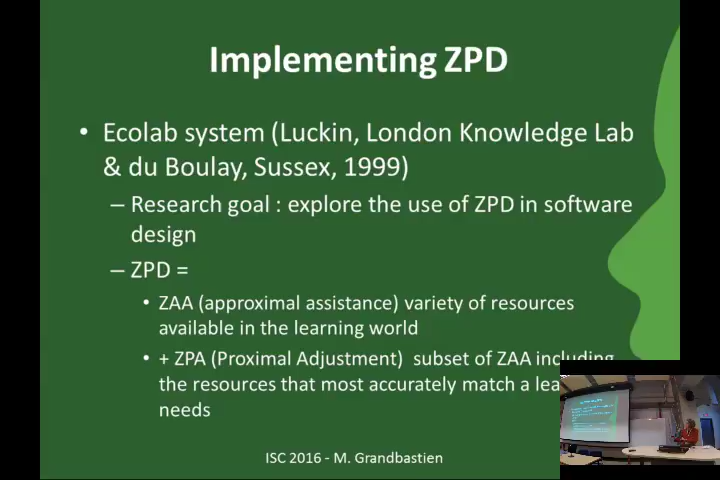 Implementing ZPD
• Ecolab system (Luckin, London Knowledge Lab
& du Boulay, Sussex, 1999)
– Research goal : explore the use of ZPD in software
design
– ZPD =
• ZAA (approximal assistance) variety of resources
available in the learning world
• + ZPA (Proximal Adjustment) subset of ZAA including
the resources that most accurately match a lea
needs
ISC 2016 - M. Grandbastien